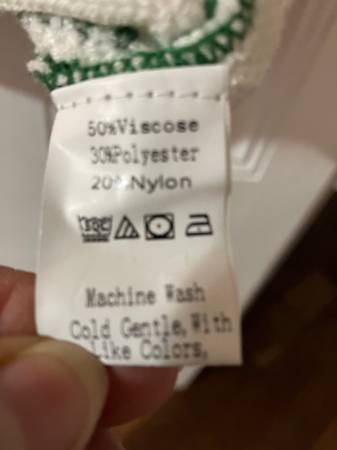 50%Viscose
30%Polyester
20%Nylon
Machine Wash
Cold Gentle,With
Like Colors,